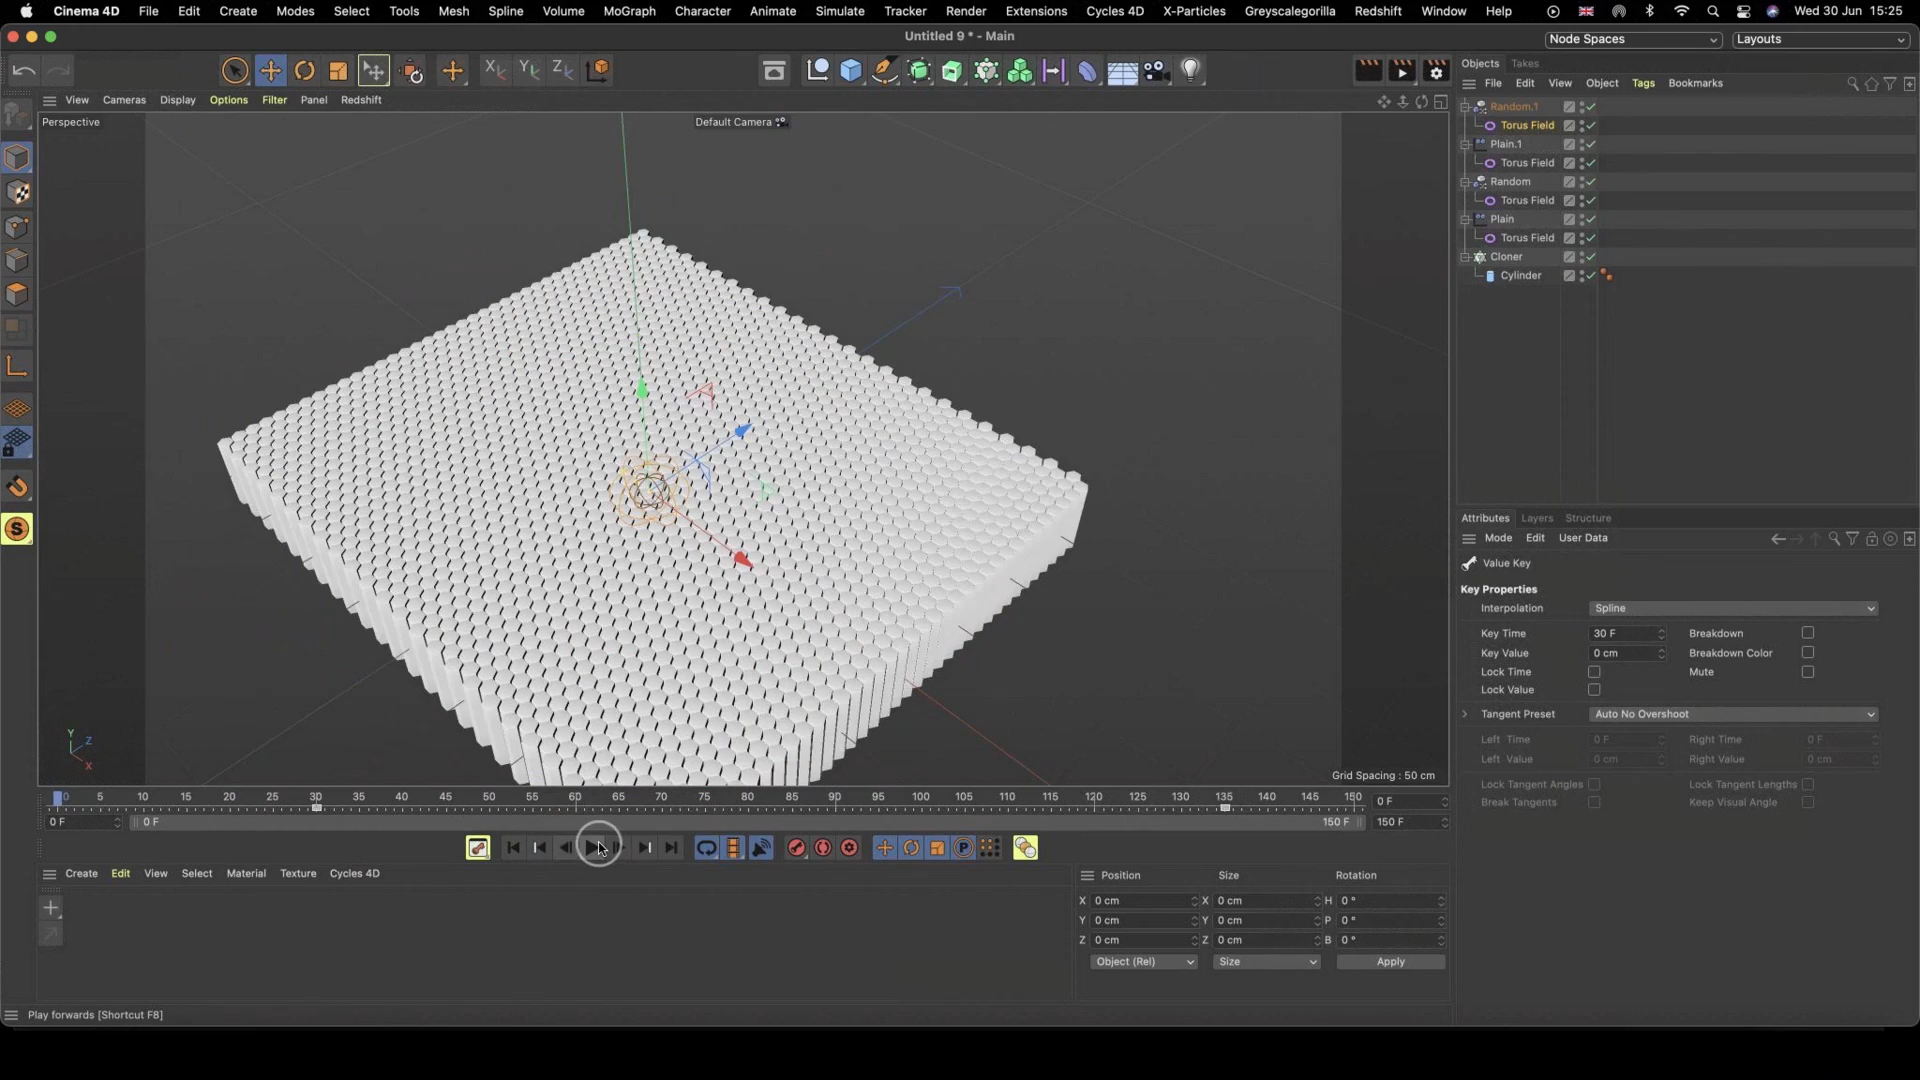 Cinema 4D File Edit Create Modes Select Tools Mesh Spline Volume MoGraph Character Animate Simulate Tracker Render Extensions Cycles 4D X-Particles Greyscalegorilla Redshift Window Help Wed 30 Jun 15:25
Untitled 9 * - Main
Node Spaces Layouts
Objects Takes
File Edit View Object Tags Bookmarks
View Cameras Display Options Filter Panel Redshift
Perspective
Default Camera
Random.1
Torus Field
Plain.1
Torus Field
Random
Torus Field
Plain
Torus Field
Cloner
Cylinder
Attributes Layers Structure
Mode Edit User Data
Value Key
Key Properties
Interpolation Spline
Key Time 30 F Breakdown
Key Value 0 cm Breakdown Color
Lock Time Mute
Lock Value
Tangent Preset Auto No Overshoot
Left Time 0 F Right Time 0 F
Left Value 0 cm Right Value 0 cm
Lock Tangent Angles Lock Tangent Lengths
Break Tangents Keep Visual Angle
Y
Z
X
Grid Spacing : 50 cm
0 5 10 15 20 25 30 35 40 45 50 55 60 65 70 75 80 85 90 95 100 105 110 115 120 125 130 135 140 145 150 0 F
0 F 0 F 150 F 150 F
Create Edit View Select Material Texture Cycles 4D
Position Size Rotation
X 0 cm X 0 cm H 0 °
Y 0 cm Y 0 cm P 0 °
Z 0 cm Z 0 cm B 0 °
Object (Rel) Size Apply
Play forwards [Shortcut F8]